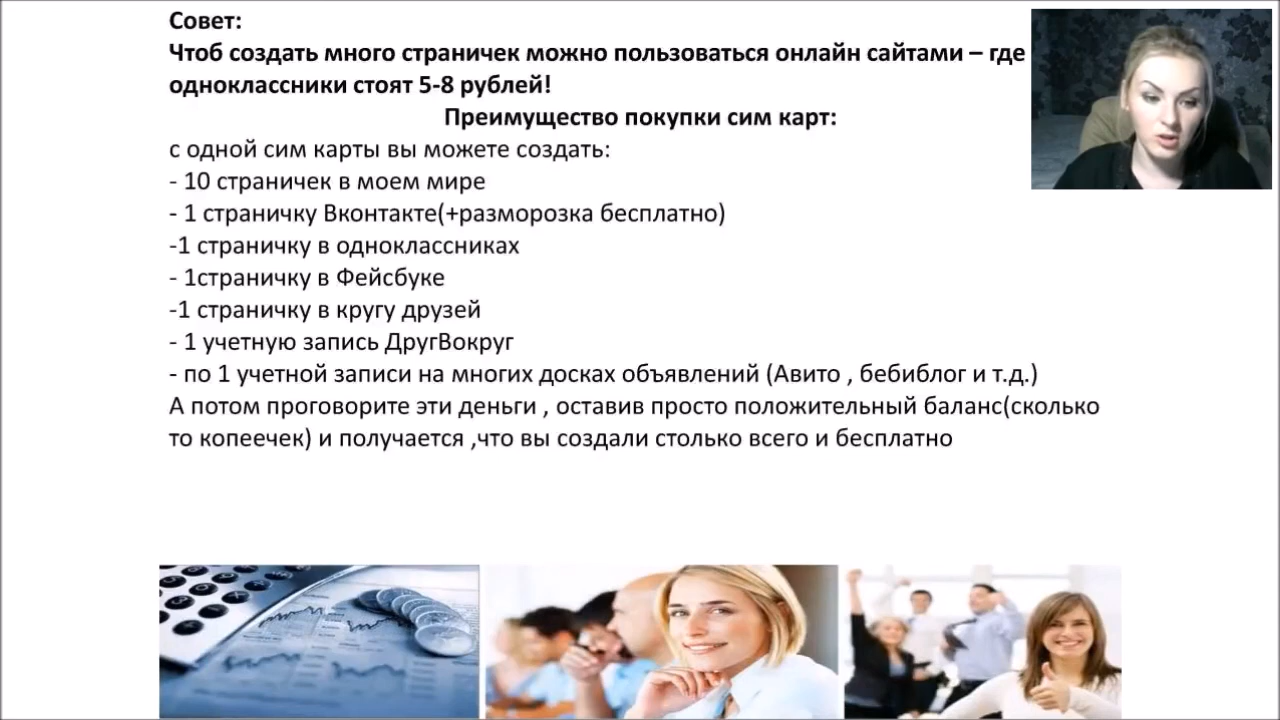 Совет:
Чтоб создать много страничек можно пользоваться онлайн сайтами – где
одноклассники стоят 5-8 рублей!
Преимущество покупки сим карт:
с одной сим карты вы можете создать:
- 10 страничек в моем мире
- 1 страничку Вконтакте(+разморозка бесплатно)
-1 страничку в одноклассниках
- 1страничку в Фейсбуке
-1 страничку в кругу друзей
- 1 учетную запись ДругВокруг
- по 1 учетной записи на многих досках объявлений (Авито , бебиблог и т.д.)
А потом проговорите эти деньги , оставив просто положительный баланс(сколько
то копеечек) и получается ,что вы создали столько всего и бесплатно